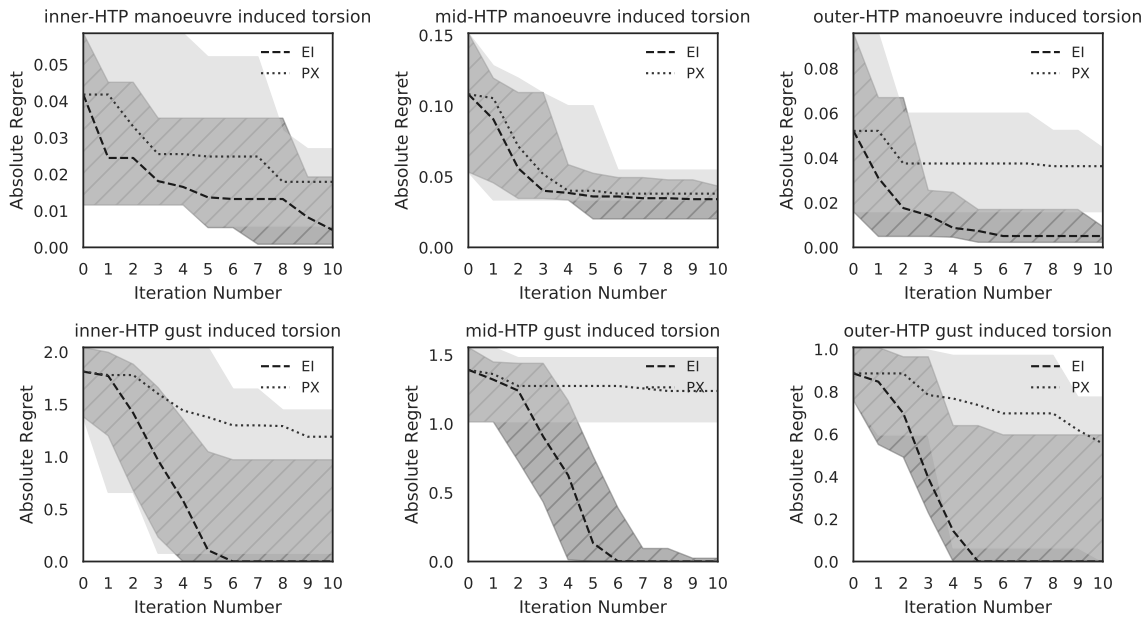 inner-HTP manoeuvre induced torsion
Absolute Regret
0.05
0.04
0.03
0.02
0.01
0.00
EI
PX
0 1 2 3 4 5 6 7 8 9 10
Iteration Number
mid-HTP manoeuvre induced torsion
Absolute Regret
0.15
0.10
0.05
0.00
EI
PX
0 1 2 3 4 5 6 7 8 9 10
Iteration Number
outer-HTP manoeuvre induced torsion
Absolute Regret
0.08
0.06
0.04
0.02
0.00
EI
PX
0 1 2 3 4 5 6 7 8 9 10
Iteration Number
inner-HTP gust induced torsion
Absolute Regret
2.0
1.5
1.0
0.5
0.0
EI
PX
0 1 2 3 4 5 6 7 8 9 10
Iteration Number
mid-HTP gust induced torsion
Absolute Regret
1.5
1.0
0.5
0.0
EI
PX
0 1 2 3 4 5 6 7 8 9 10
Iteration Number
outer-HTP gust induced torsion
Absolute Regret
1.0
0.8
0.6
0.4
0.2
0.0
EI
PX
0 1 2 3 4 5 6 7 8 9 10
Iteration Number